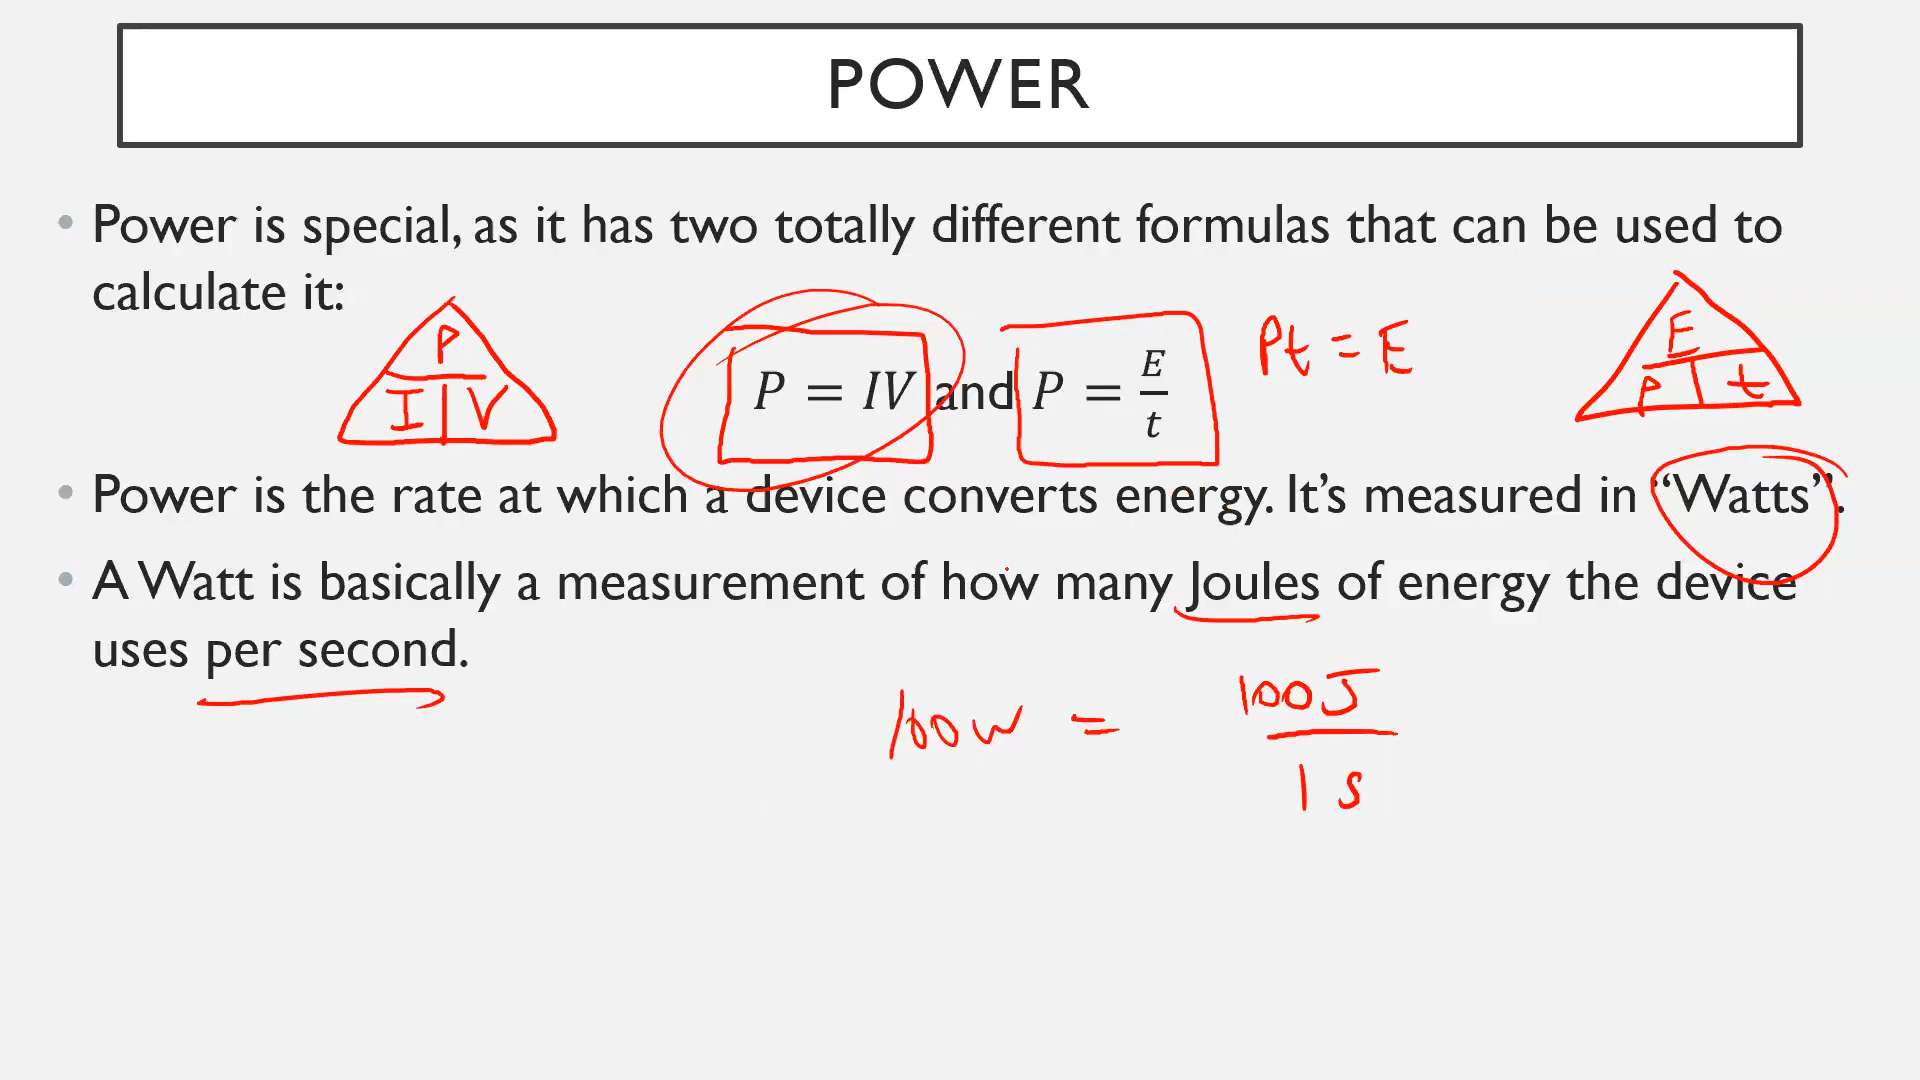 POWER
• Power is special, as it has two totally different formulas that can be used to
calculate it:
P
I V
P = IV and P = E/t
Pt = E
E
P t
• Power is the rate at which a device converts energy. It’s measured in “Watts”.
• A Watt is basically a measurement of how many Joules of energy the device
uses per second.
100W = 100J
1 s